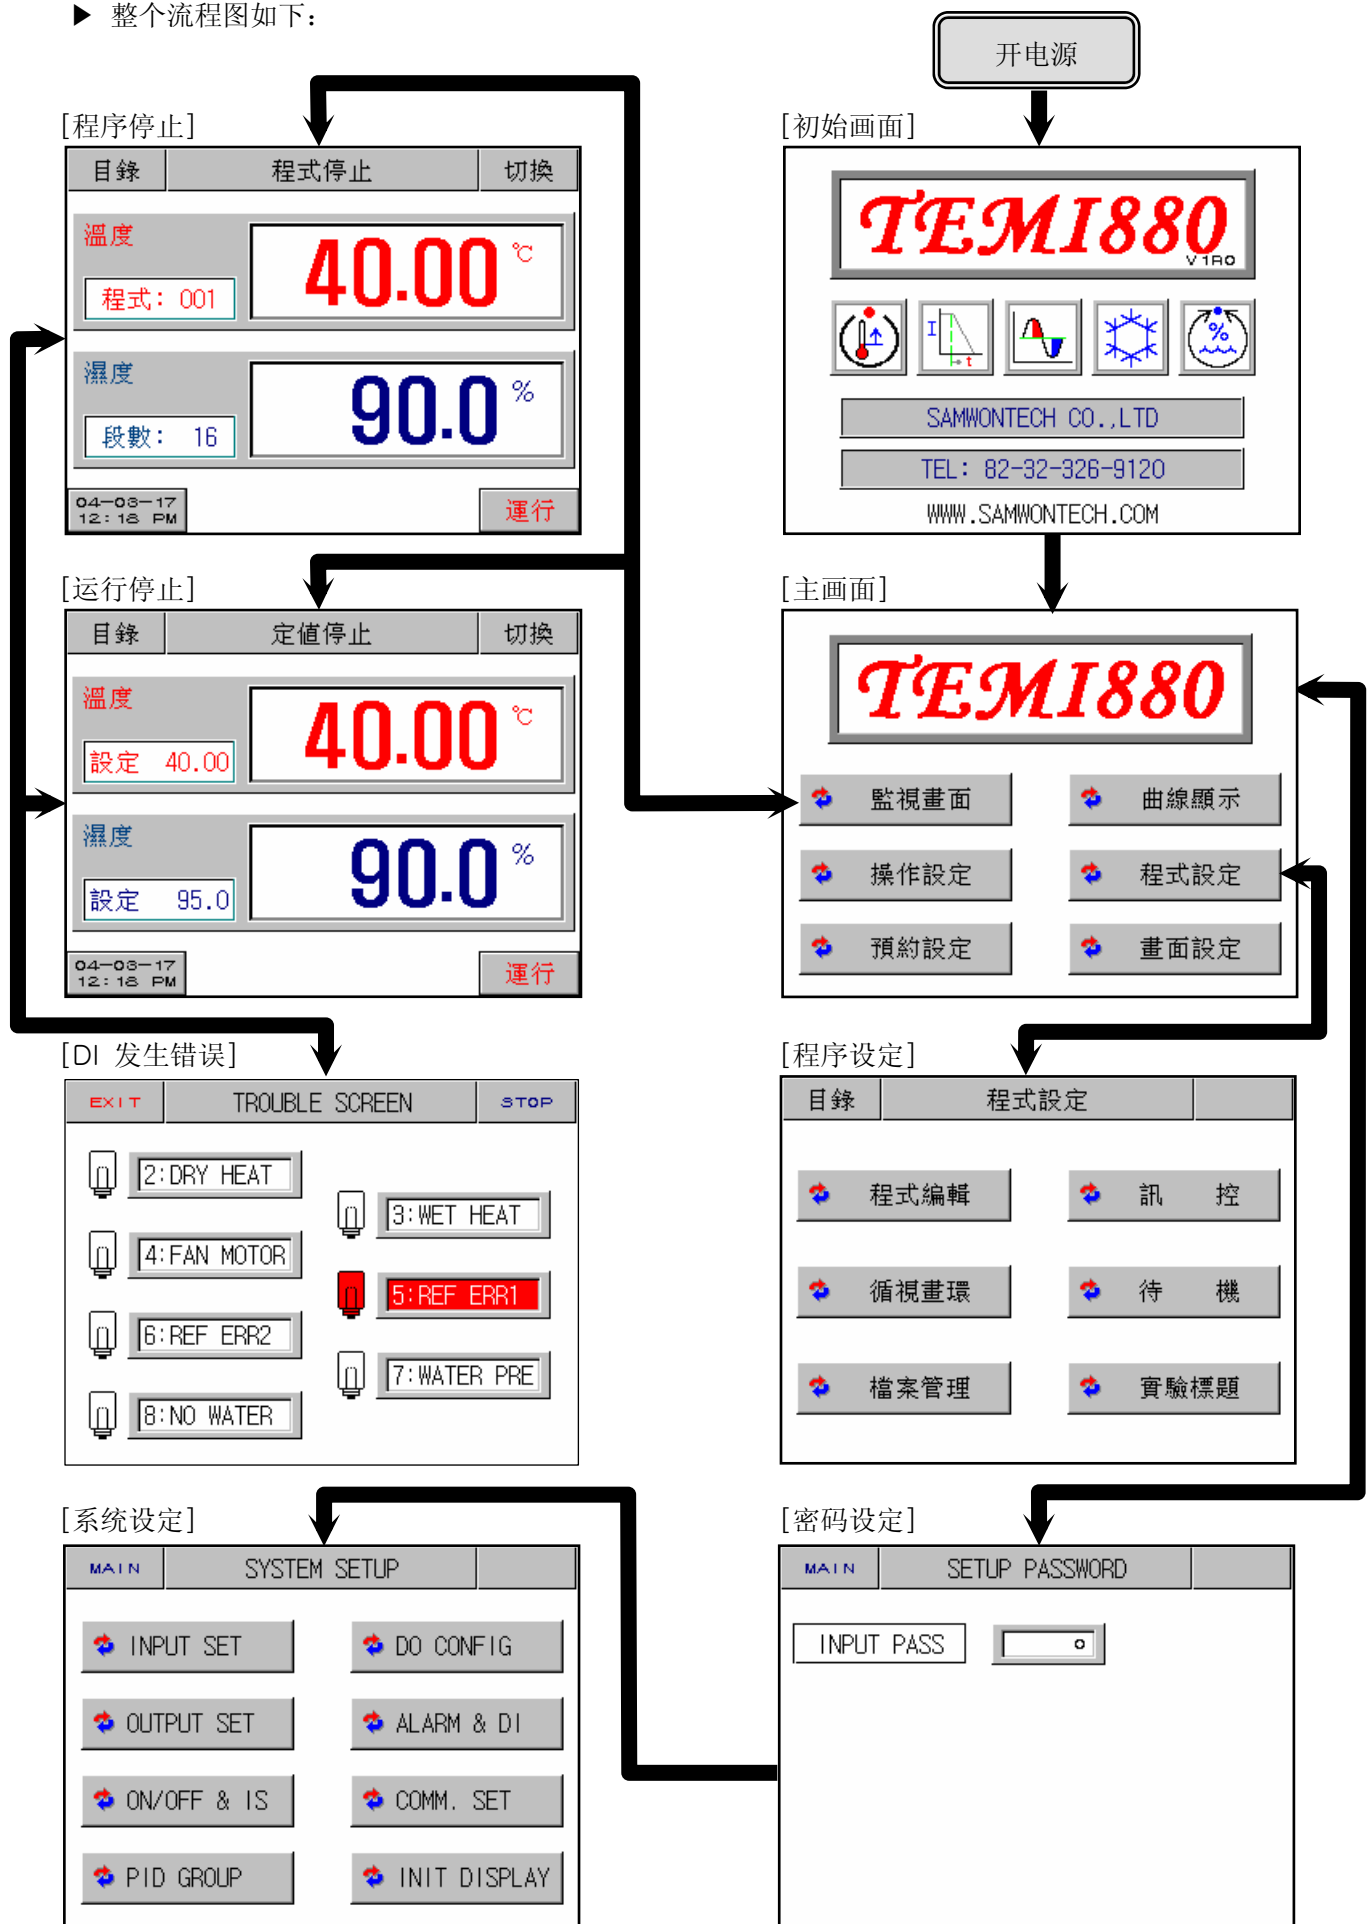 ▶ 整个流程图如下：
开电源
[程序停止]
目錄 程式停止 切換
溫度
40.00 ℃
程式：001
濕度
90.0 %
段數： 16
04-03-17
12:18 PM
運行
[初始画面]
TEMI880
V1R0
I
t
%
SAMWONTECH CO.,LTD
TEL: 82-32-326-9120
WWW.SAMWONTECH.COM
[运行停止]
目錄 定值停止 切換
溫度
40.00 ℃
設定 40.00
濕度
90.0 %
設定 95.0
04-03-17
12:18 PM
運行
[主画面]
TEMI880
監視畫面 曲線顯示
操作設定 程式設定
預約設定 畫面設定
[DI 发生错误]
EXIT TROUBLE SCREEN STOP
2:DRY HEAT
3:WET HEAT
4:FAN MOTOR
5:REF ERR1
6:REF ERR2
7:WATER PRE
8:NO WATER
[程序设定]
目錄 程式設定
程式編輯 訊 控
循視畫環 待 機
檔案管理 實驗標題
[系统设定]
MAIN SYSTEM SETUP
INPUT SET DO CONFIG
OUTPUT SET ALARM & DI
ON/OFF & IS COMM. SET
PID GROUP INIT DISPLAY
[密码设定]
MAIN SETUP PASSWORD
INPUT PASS 0